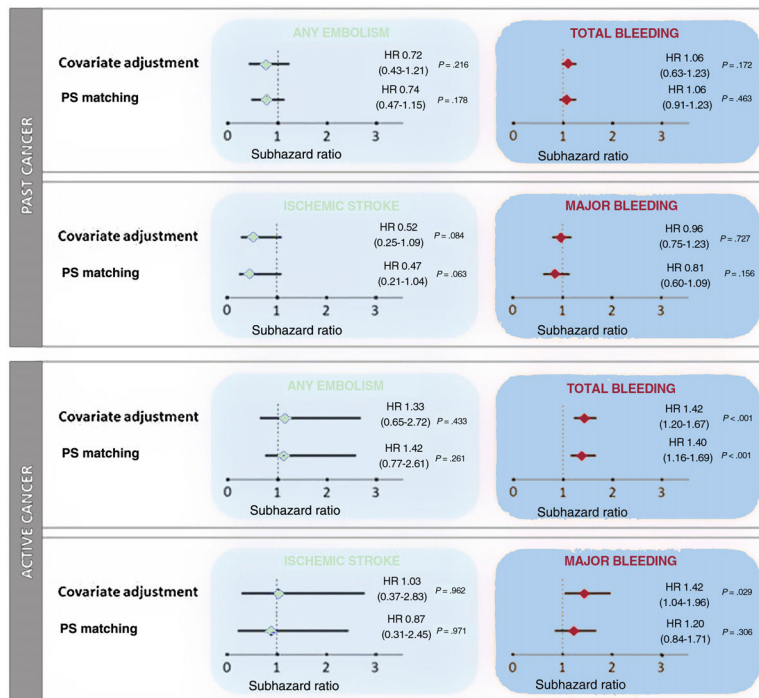 PAST CANCER
ANY EMBOLISM
TOTAL BLEEDING
Covariate adjustment
HR 0.72
(0.43-1.21)
P = .216
HR 1.06
(0.63-1.23)
P = .172
PS matching
HR 0.74
(0.47-1.15)
P = .178
HR 1.06
(0.91-1.23)
P = .463
0 1 2 3
Subhazard ratio
0 1 2 3
Subhazard ratio
ISCHEMIC STROKE
MAJOR BLEEDING
Covariate adjustment
HR 0.52
(0.25-1.09)
P = .084
HR 0.96
(0.75-1.23)
P = .727
PS matching
HR 0.47
(0.21-1.04)
P = .063
HR 0.81
(0.60-1.09)
P = .156
0 1 2 3
Subhazard ratio
0 1 2 3
Subhazard ratio
ACTIVE CANCER
ANY EMBOLISM
TOTAL BLEEDING
Covariate adjustment
HR 1.33
(0.65-2.72)
P = .433
HR 1.42
(1.20-1.67)
P < .001
PS matching
HR 1.42
(0.77-2.61)
P = .261
HR 1.40
(1.16-1.69)
P < .001
0 1 2 3
Subhazard ratio
0 1 2 3
Subhazard ratio
ISCHEMIC STROKE
MAJOR BLEEDING
Covariate adjustment
HR 1.03
(0.37-2.83)
P = .962
HR 1.42
(1.04-1.96)
P = .029
PS matching
HR 0.87
(0.31-2.45)
P = .971
HR 1.20
(0.84-1.71)
P = .306
0 1 2 3
Subhazard ratio
0 1 2 3
Subhazard ratio